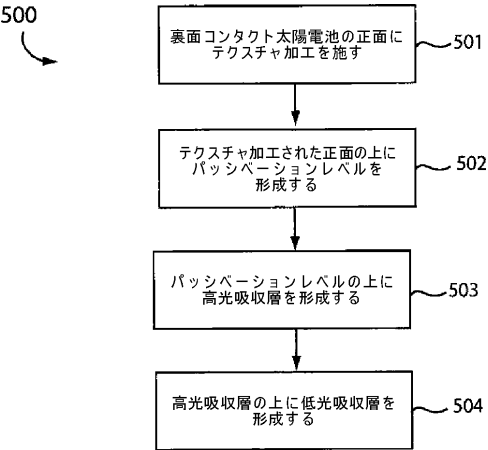 500
裏面コンタクト太陽電池の正面に
テクスチャ加工を施す
501
テクスチャ加工された正面の上に
パッシベーションレベルを
形成する
502
パッシベーションレベルの上に
高光吸収層を形成する
503
高光吸収層の上に低光吸収層を
形成する
504